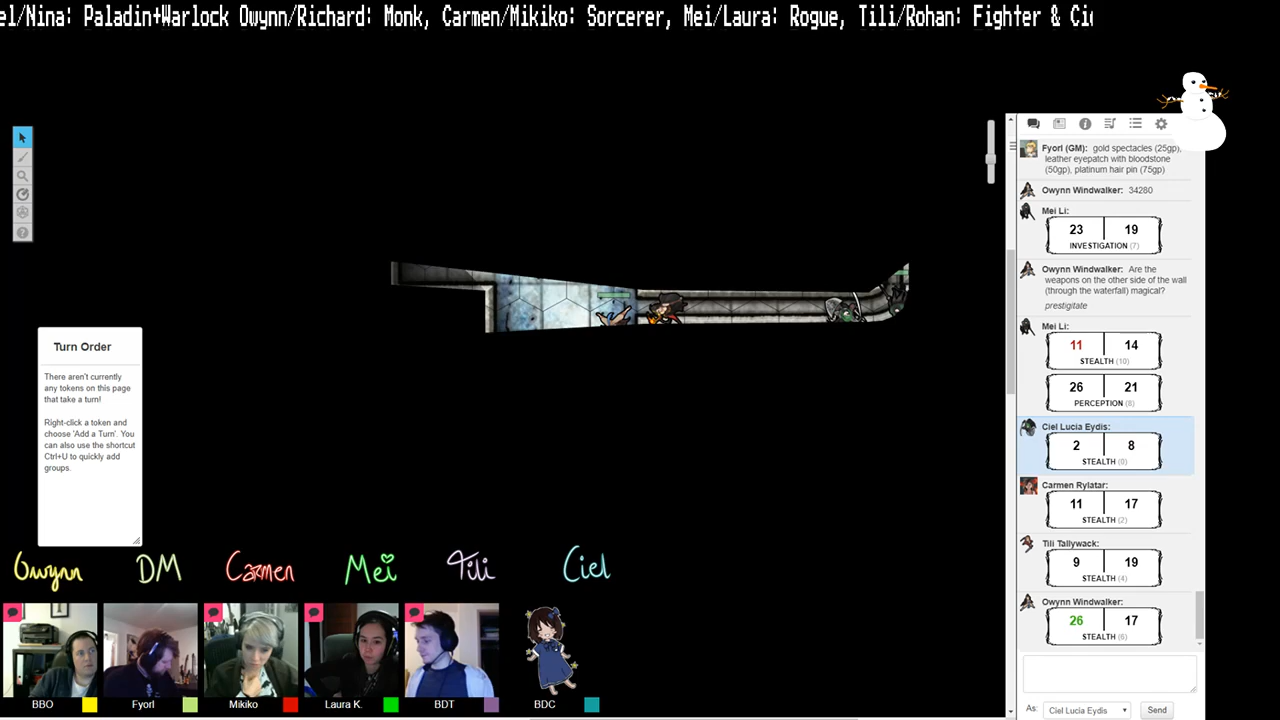 el/Nina: Paladin+Warlock Owynn/Richard: Monk, Carmen/Mikiko: Sorcerer, Mei/Laura: Rogue, Tili/Rohan: Fighter & Cie
Fyorl (GM): gold spectacles (25gp),
leather eyepatch with bloodstone
(50gp), platinum hair pin (75gp)
Owynn Windwalker: 34280
Mei Li:
23 19
INVESTIGATION (7)
Owynn Windwalker: Are the
weapons on the other side of the wall
(through the waterfall) magical?
prestigitate
Mei Li:
11 14
STEALTH (10)
26 21
PERCEPTION (8)
Ciel Lucia Eydis:
2 8
STEALTH (0)
Carmen Rylatar:
11 17
STEALTH (2)
Tili Tallywack:
9 19
STEALTH (4)
Owynn Windwalker:
26 17
STEALTH (6)
As: Ciel Lucia Eydis Send
Turn Order
There aren't currently
any tokens on this page
that take a turn!
Right-click a token and
choose 'Add a Turn'. You
can also use the shortcut
Ctrl+U to quickly add
groups.
Owynn DM Carmen Mei Tili Ciel
BBO Fyorl Mikiko Laura K. BDT BDC